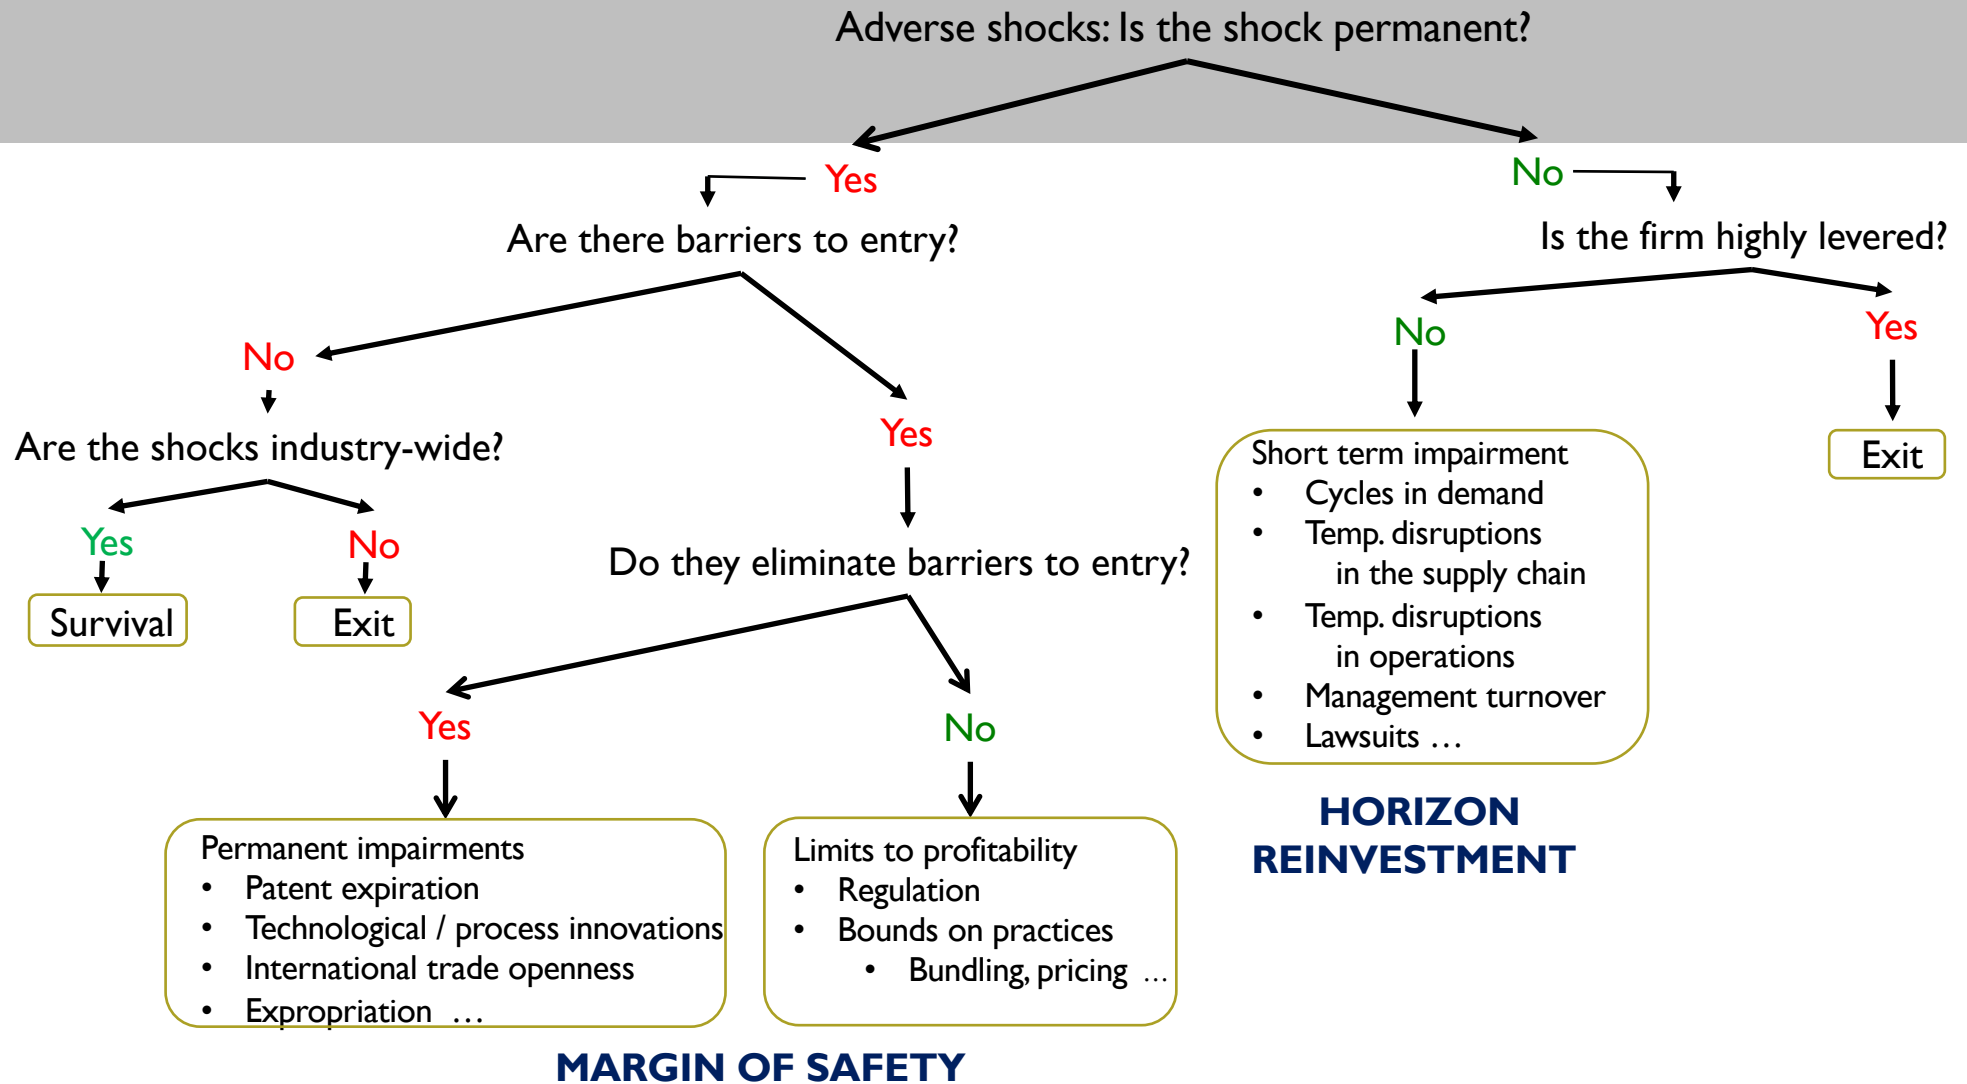 Adverse shocks: Is the shock permanent?
Yes
No
Are there barriers to entry?
Is the firm highly levered?
No
Yes
No
Yes
Are the shocks industry-wide?
Yes
No
Survival
Exit
Do they eliminate barriers to entry?
Yes
No
Short term impairment
• Cycles in demand
• Temp. disruptions
in the supply chain
• Temp. disruptions
in operations
• Management turnover
• Lawsuits …
Exit
HORIZON
REINVESTMENT
Permanent impairments
• Patent expiration
• Technological / process innovations
• International trade openness
• Expropriation …
Limits to profitability
• Regulation
• Bounds on practices
• Bundling, pricing …
MARGIN OF SAFETY